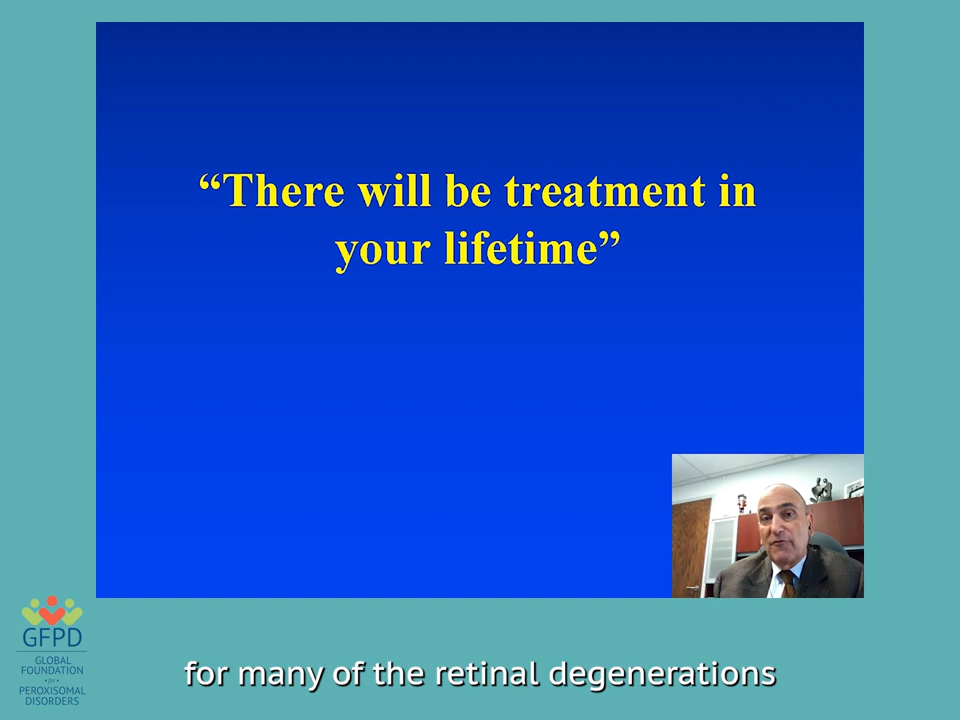 “There will be treatment in
your lifetime”
GFPD
GLOBAL
FOUNDATION
for
PEROXISOMAL
DISORDERS
for many of the retinal degenerations